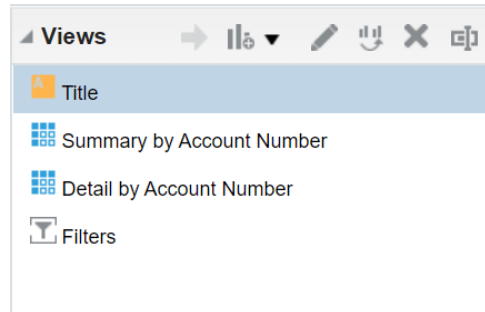 Views
Title
Summary by Account Number
Detail by Account Number
Filters